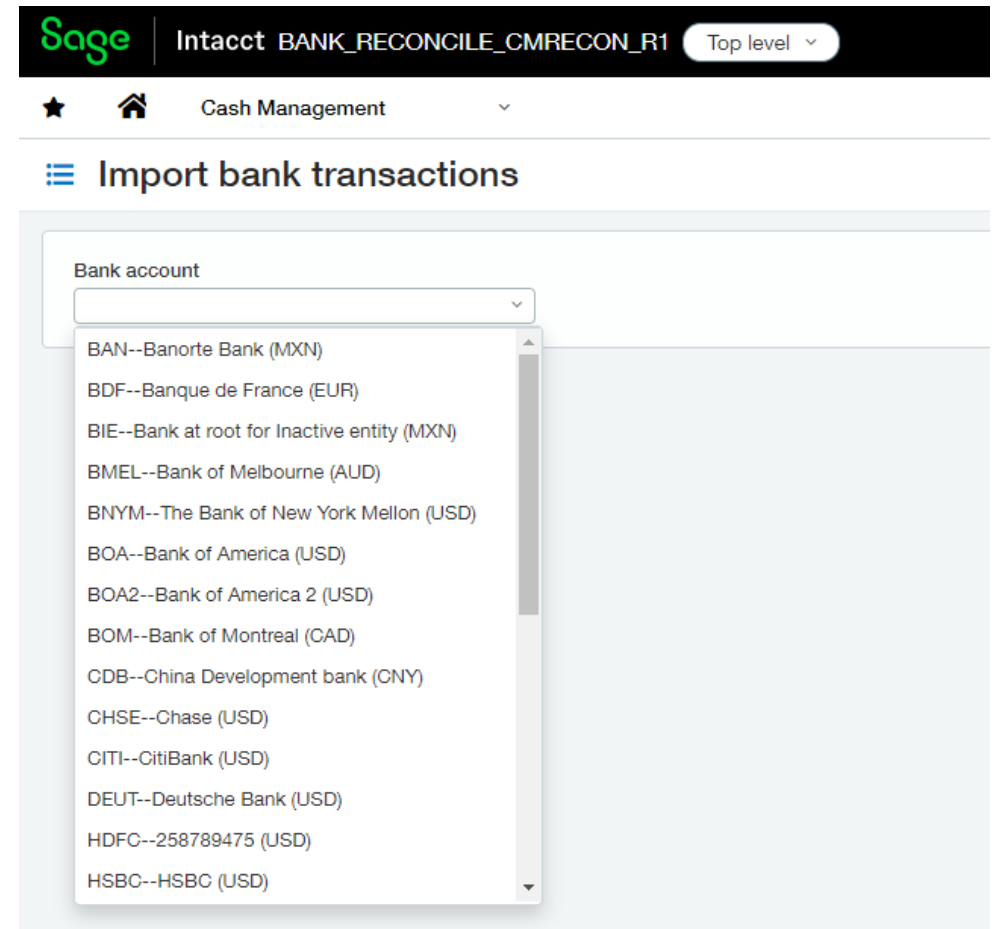 Sage Intacct BANK_RECONCILE_CMRECON_R1 Top level
Cash Management
Import bank transactions
Bank account
BAN--Banorte Bank (MXN)
BDF--Banque de France (EUR)
BIE--Bank at root for Inactive entity (MXN)
BMEL--Bank of Melbourne (AUD)
BNYM--The Bank of New York Mellon (USD)
BOA--Bank of America (USD)
BOA2--Bank of America 2 (USD)
BOM--Bank of Montreal (CAD)
CDB--China Development bank (CNY)
CHSE--Chase (USD)
CITI--CitiBank (USD)
DEUT--Deutsche Bank (USD)
HDFC--258789475 (USD)
HSBC--HSBC (USD)